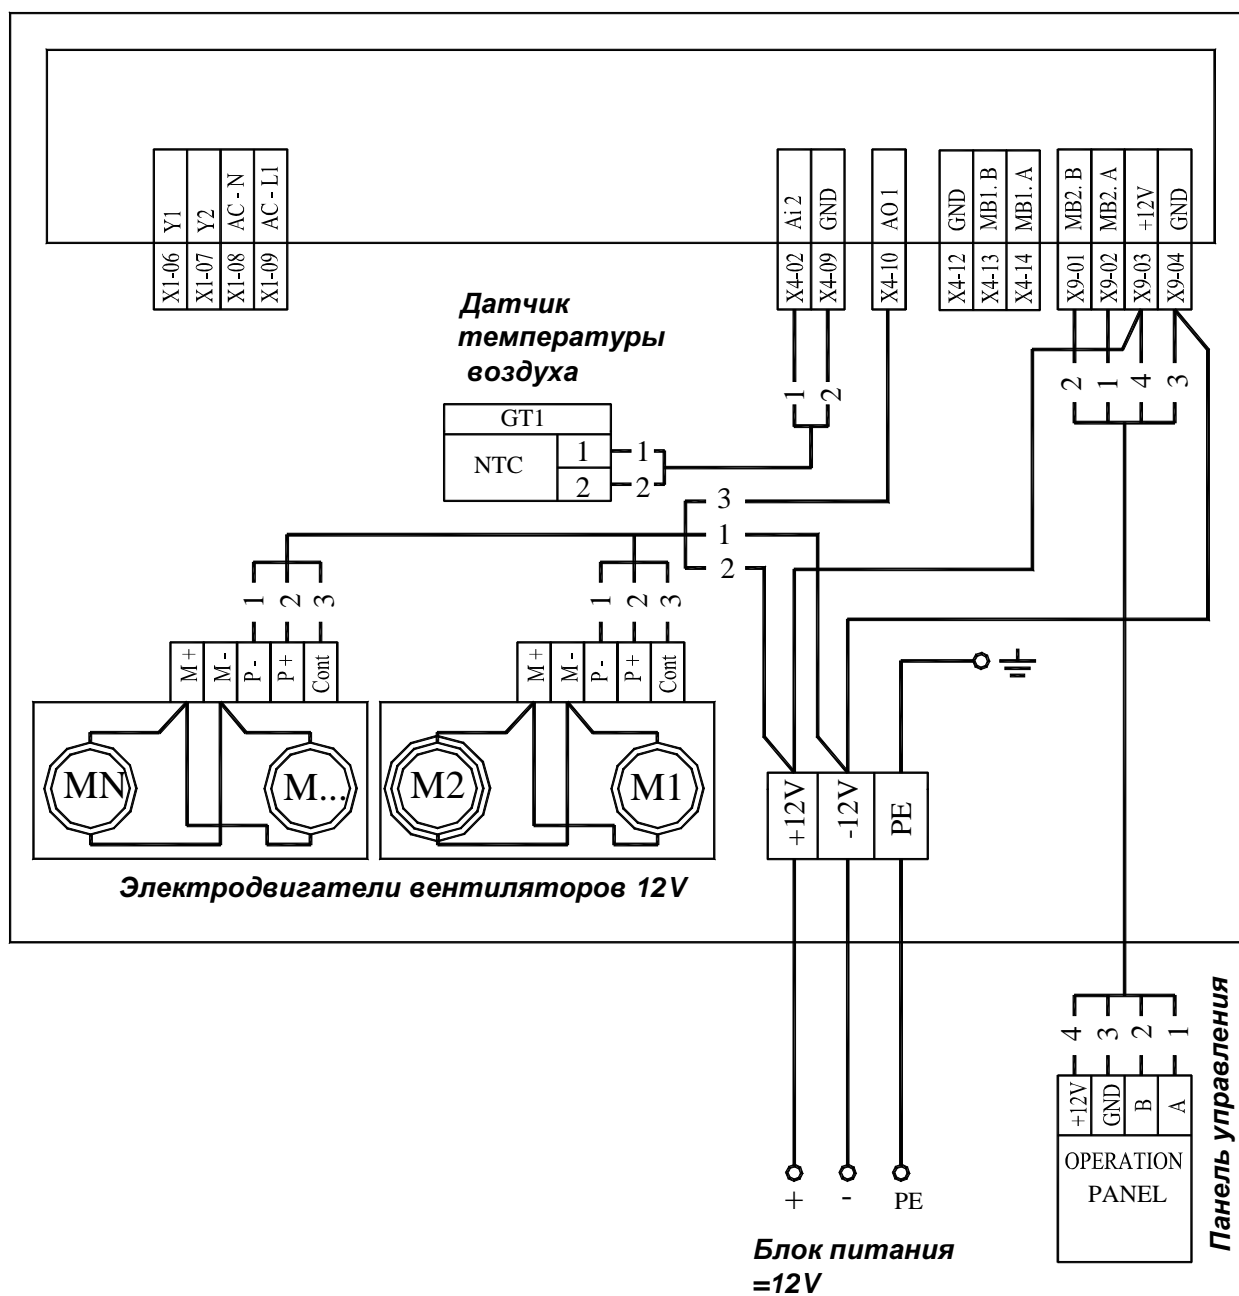 Y1
Y2
AC - N
AC - L1
Ai 2
GND
AO 1
GND
MB1. B
MB1. A
MB2. B
MB2. A
+12V
GND
X1-06
X1-07
X1-08
X1-09
X4-02
X4-09
X4-10
X4-12
X4-13
X4-14
X9-01
X9-02
X9-03
X9-04
Датчик
температуры
воздуха
1
2
2
1
4
3
GT1
NTC
1
2
1
2
3
1
2
1
2
3
1
2
3
M +
M -
P -
P +
Cont
M +
M -
P -
P +
Cont
MN
M...
M2
M1
+12V
-12V
PE
Электродвигатели вентиляторов 12V
4
3
2
1
+12V
GND
B
A
OPERATION
PANEL
Панель управления
+
-
PE
Блок питания
=12V